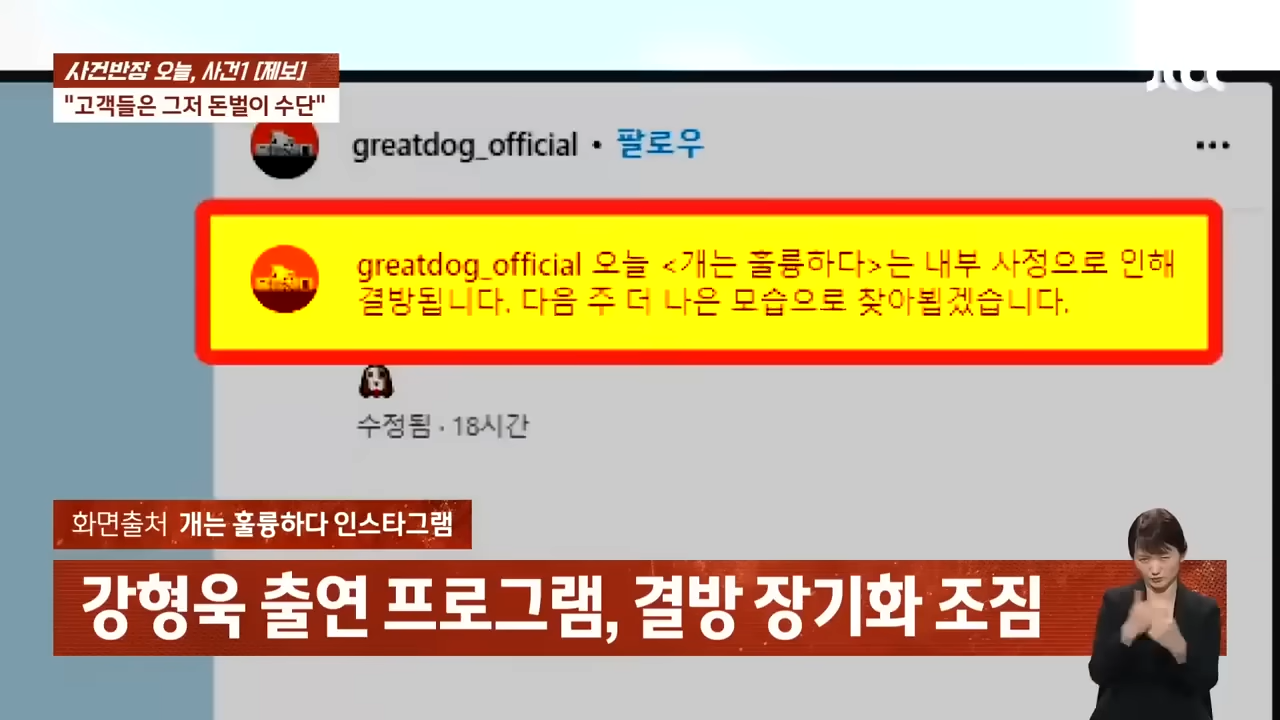 사건반장 오늘, 사건1 [제보]
"고객들은 그저 돈벌이 수단"
jtbc
greatdog_official • 팔로우
greatdog_official 오늘 <개는 훌륭하다>는 내부 사정으로 인해
결방됩니다. 다음 주 더 나은 모습으로 찾아뵙겠습니다.
수정됨 · 18시간
화면출처 개는 훌륭하다 인스타그램
강형욱 출연 프로그램, 결방 장기화 조짐